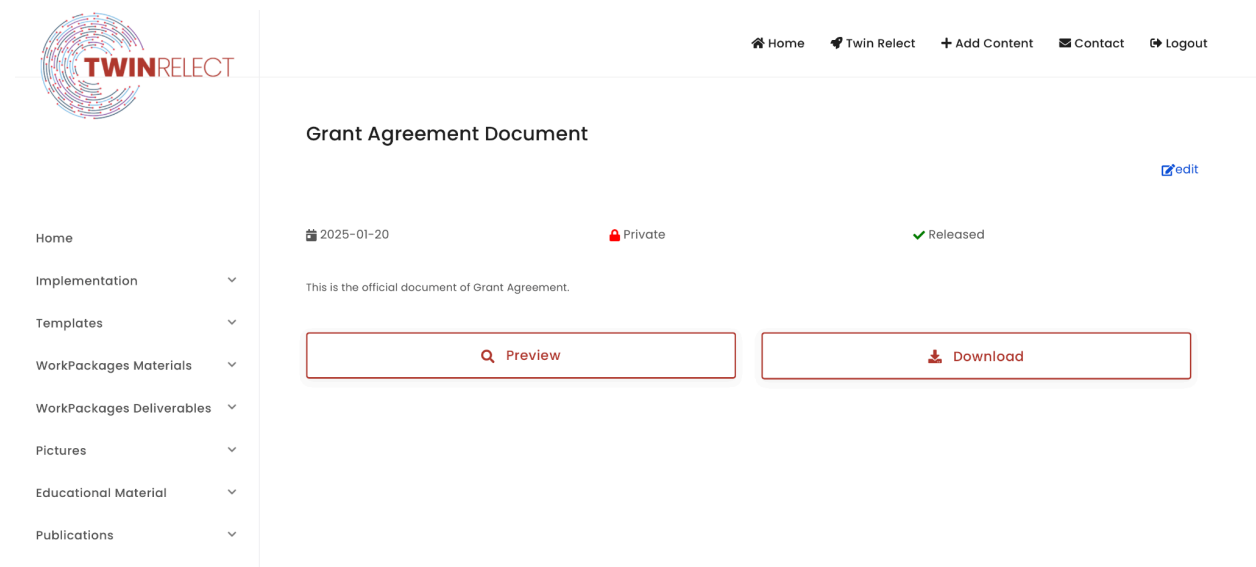 TWINRELECT
Home
Twin Relect
Add Content
Contact
Logout
Grant Agreement Document
edit
2025-01-20
Private
Released
This is the official document of Grant Agreement.
Preview
Download
Home
Implementation
Templates
WorkPackages Materials
WorkPackages Deliverables
Pictures
Educational Material
Publications